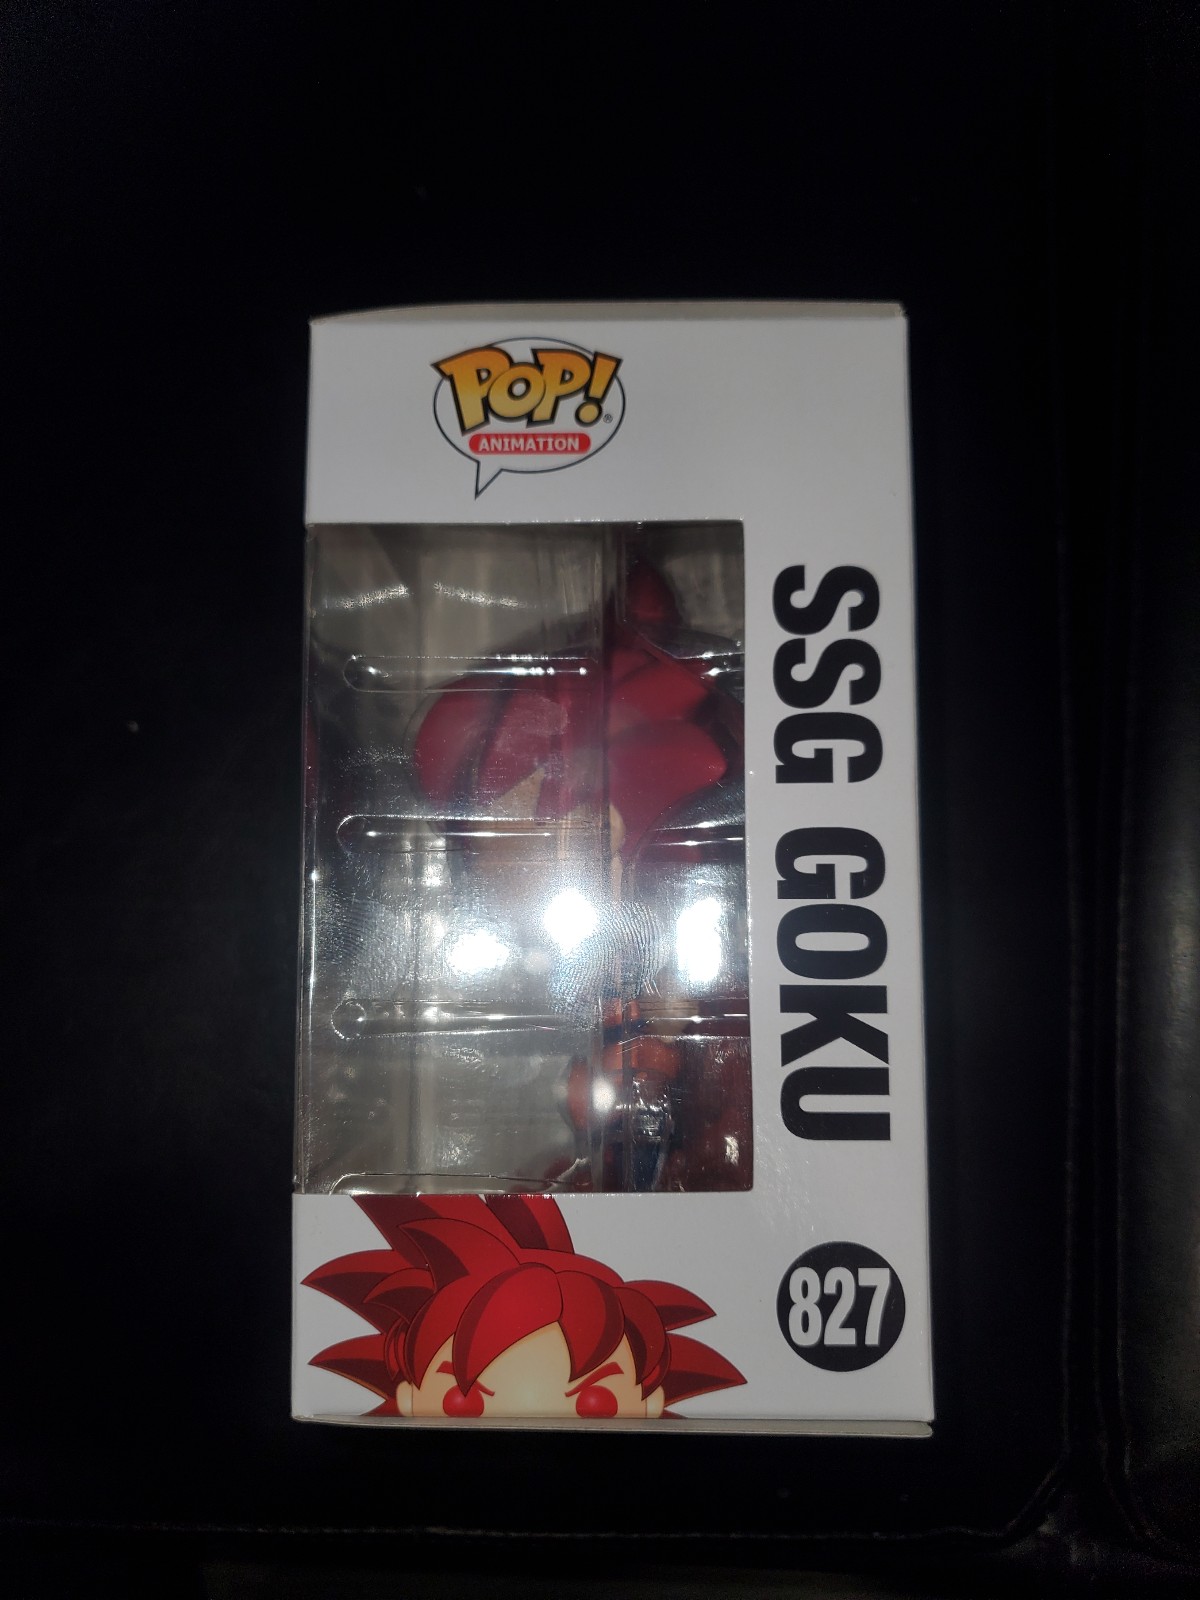 POP!
®
ANIMATION
SSG GOKU
827